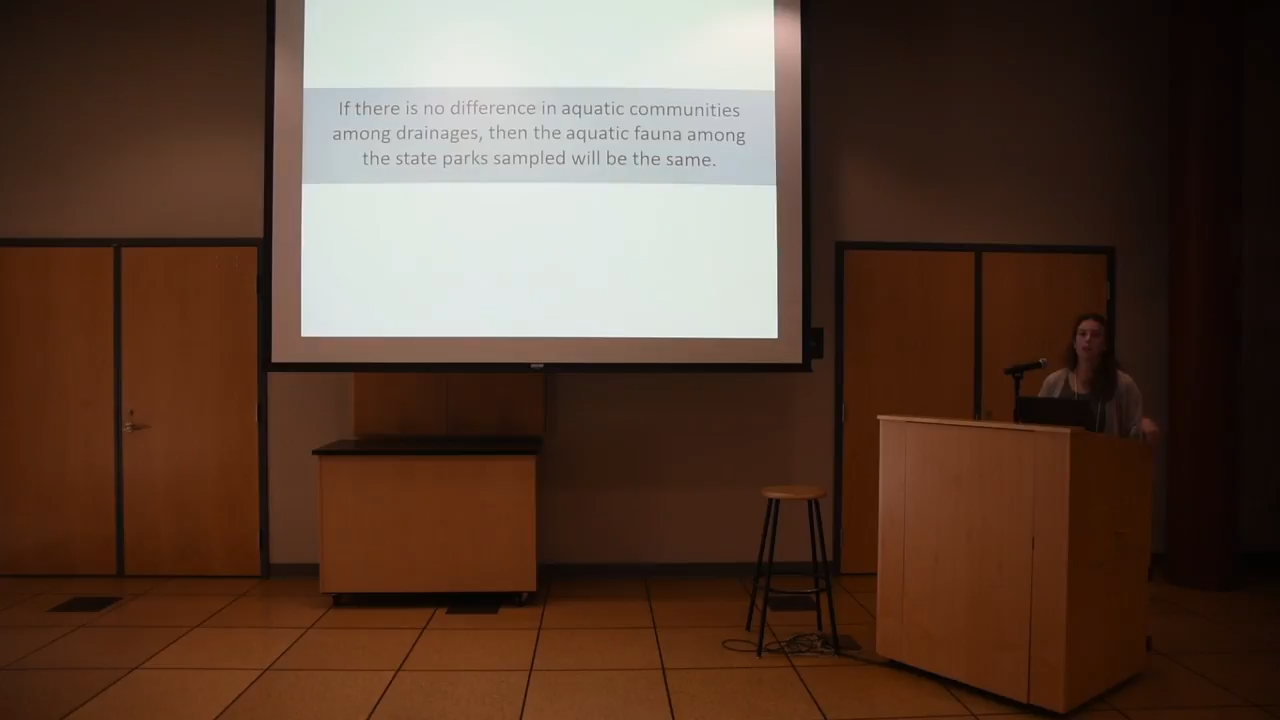 If there is no difference in aquatic communities
among drainages, then the aquatic fauna among
the state parks sampled will be the same.